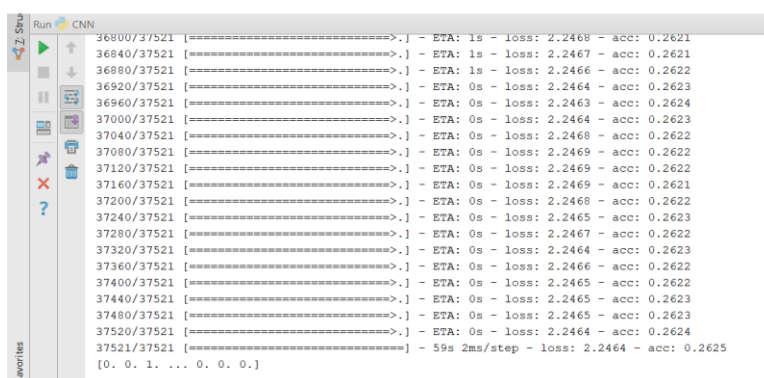 Z: Stru
Run CNN
36800/37521 [==============================>.] - ETA: 1s - loss: 2.2468 - acc: 0.2621
36840/37521 [==============================>.] - ETA: 1s - loss: 2.2467 - acc: 0.2621
36880/37521 [==============================>.] - ETA: 1s - loss: 2.2466 - acc: 0.2622
36920/37521 [==============================>.] - ETA: 0s - loss: 2.2464 - acc: 0.2623
36960/37521 [==============================>.] - ETA: 0s - loss: 2.2463 - acc: 0.2624
37000/37521 [==============================>.] - ETA: 0s - loss: 2.2464 - acc: 0.2623
37040/37521 [==============================>.] - ETA: 0s - loss: 2.2468 - acc: 0.2622
37080/37521 [==============================>.] - ETA: 0s - loss: 2.2469 - acc: 0.2622
37120/37521 [==============================>.] - ETA: 0s - loss: 2.2469 - acc: 0.2622
37160/37521 [==============================>.] - ETA: 0s - loss: 2.2469 - acc: 0.2621
37200/37521 [==============================>.] - ETA: 0s - loss: 2.2468 - acc: 0.2622
37240/37521 [==============================>.] - ETA: 0s - loss: 2.2465 - acc: 0.2623
37280/37521 [==============================>.] - ETA: 0s - loss: 2.2467 - acc: 0.2622
37320/37521 [==============================>.] - ETA: 0s - loss: 2.2464 - acc: 0.2623
37360/37521 [==============================>.] - ETA: 0s - loss: 2.2466 - acc: 0.2622
37400/37521 [==============================>.] - ETA: 0s - loss: 2.2465 - acc: 0.2622
37440/37521 [==============================>.] - ETA: 0s - loss: 2.2465 - acc: 0.2623
37480/37521 [==============================>.] - ETA: 0s - loss: 2.2465 - acc: 0.2623
37520/37521 [==============================>.] - ETA: 0s - loss: 2.2464 - acc: 0.2624
37521/37521 [================================] - 59s 2ms/step - loss: 2.2464 - acc: 0.2625
[0. 0. 1. ... 0. 0. 0.]
avorites